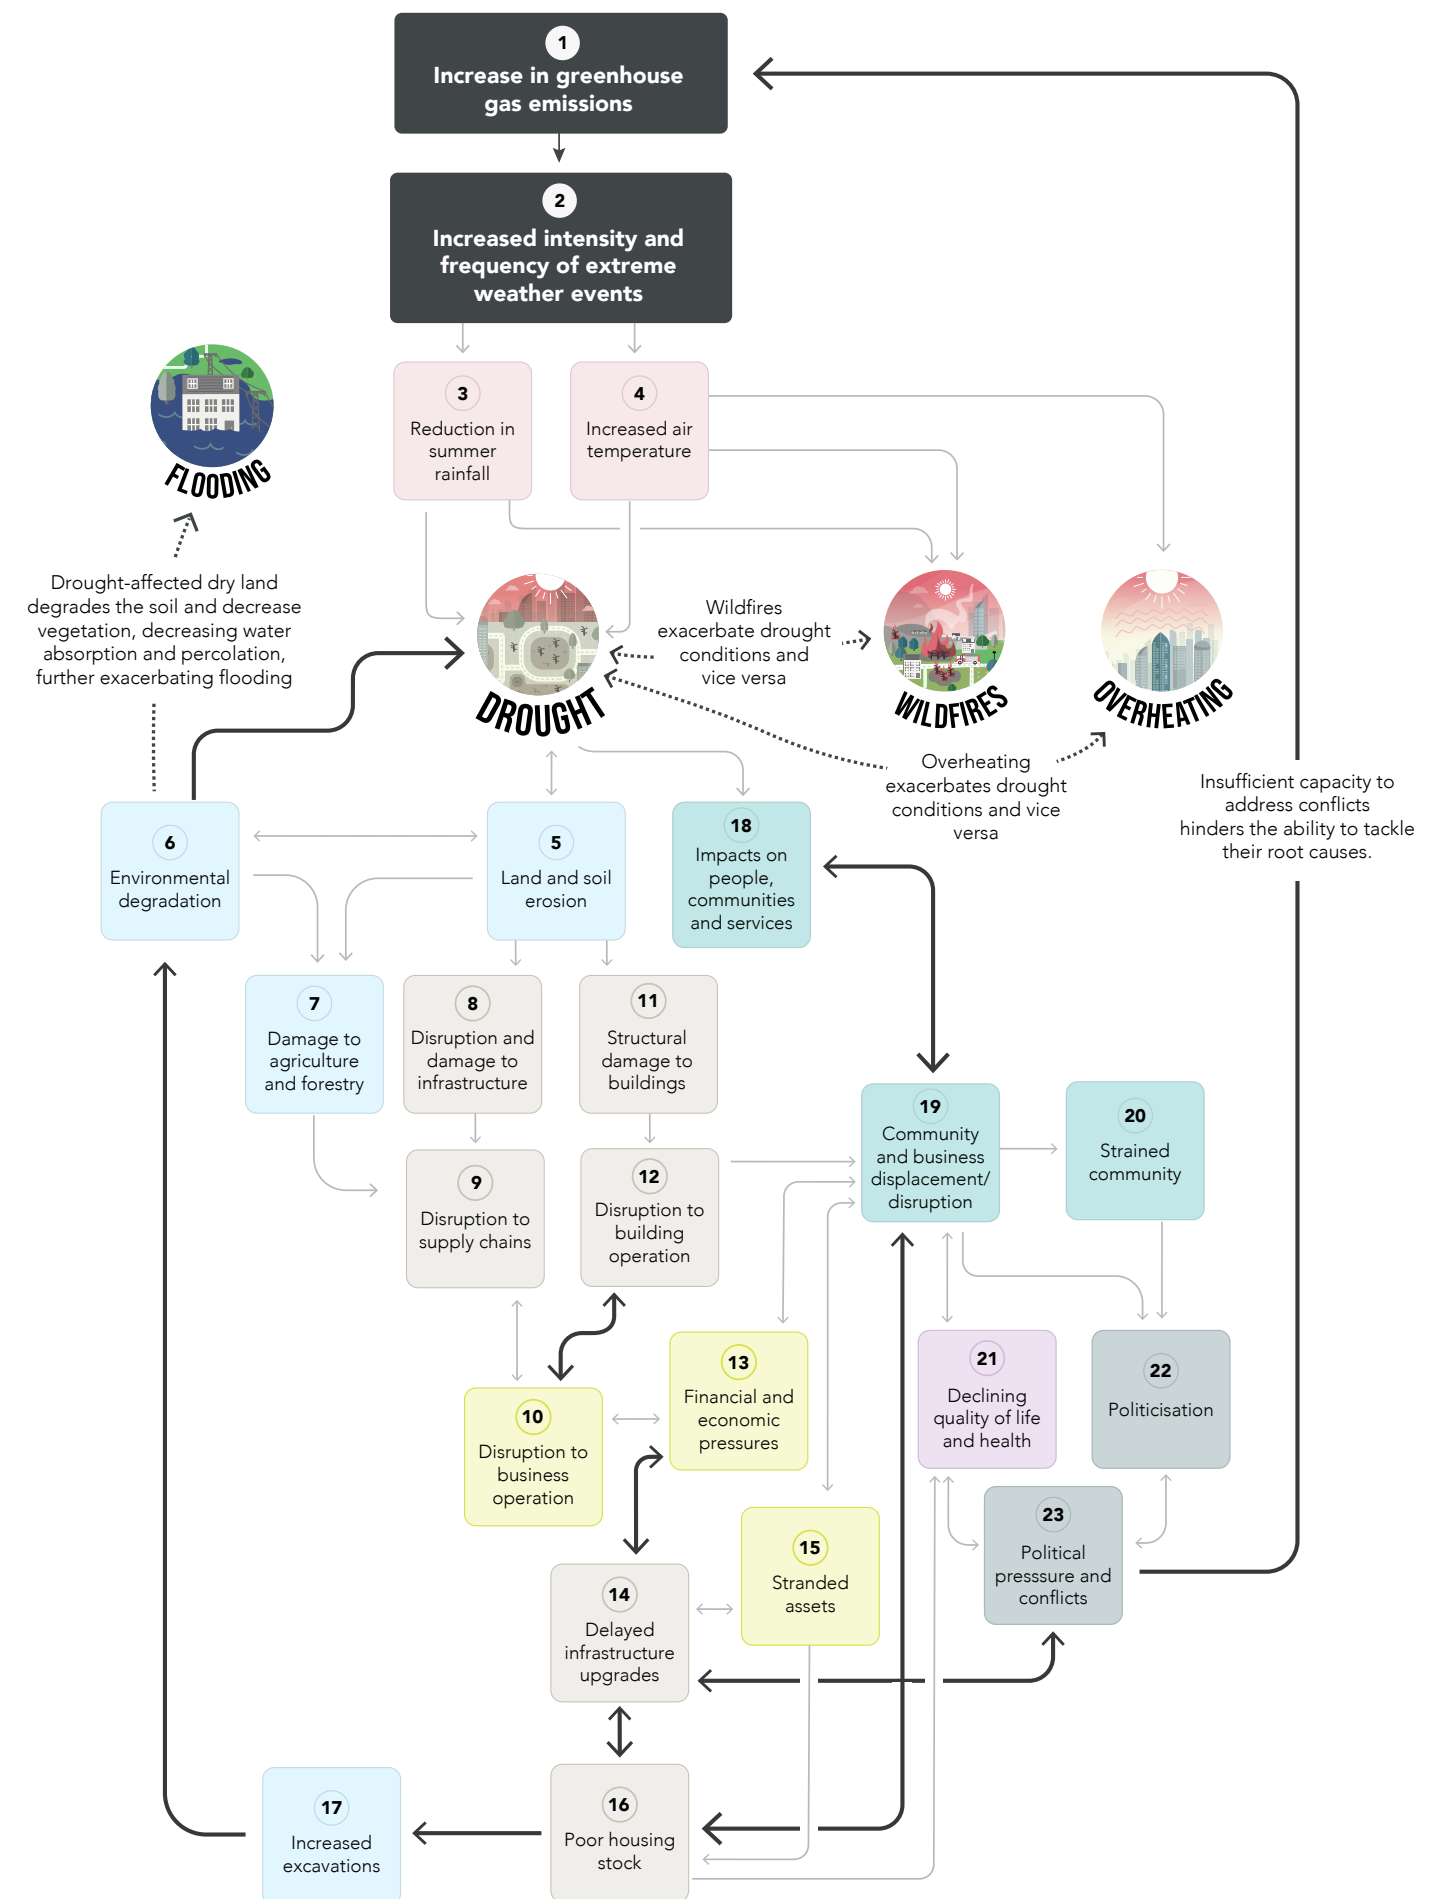 1
Increase in greenhouse
gas emissions
2
Increased intensity and
frequency of extreme
weather events
3
Reduction in
summer
rainfall
4
Increased air
temperature
FLOODING
Drought-affected dry land
degrades the soil and decrease
vegetation, decreasing water
absorption and percolation,
further exacerbating flooding
DROUGHT
Wildfires
exacerbate drought
conditions and
vice versa
WILDFIRES
OVERHEATING
Overheating
exacerbates drought
conditions and vice
versa
Insufficient capacity to
address conflicts
hinders the ability to tackle
their root causes.
6
Environmental
degradation
5
Land and soil
erosion
18
Impacts on
people,
communities
and services
7
Damage to
agriculture
and forestry
8
Disruption and
damage to
infrastructure
11
Structural
damage to
buildings
19
Community
and business
displacement/
disruption
20
Strained
community
9
Disruption to
supply chains
12
Disruption to
building
operation
10
Disruption to
business
operation
13
Financial and
economic
pressures
21
Declining
quality of life
and health
22
Politicisation
23
Political
presssure and
conflicts
15
Stranded
assets
14
Delayed
infrastructure
upgrades
17
Increased
excavations
16
Poor housing
stock